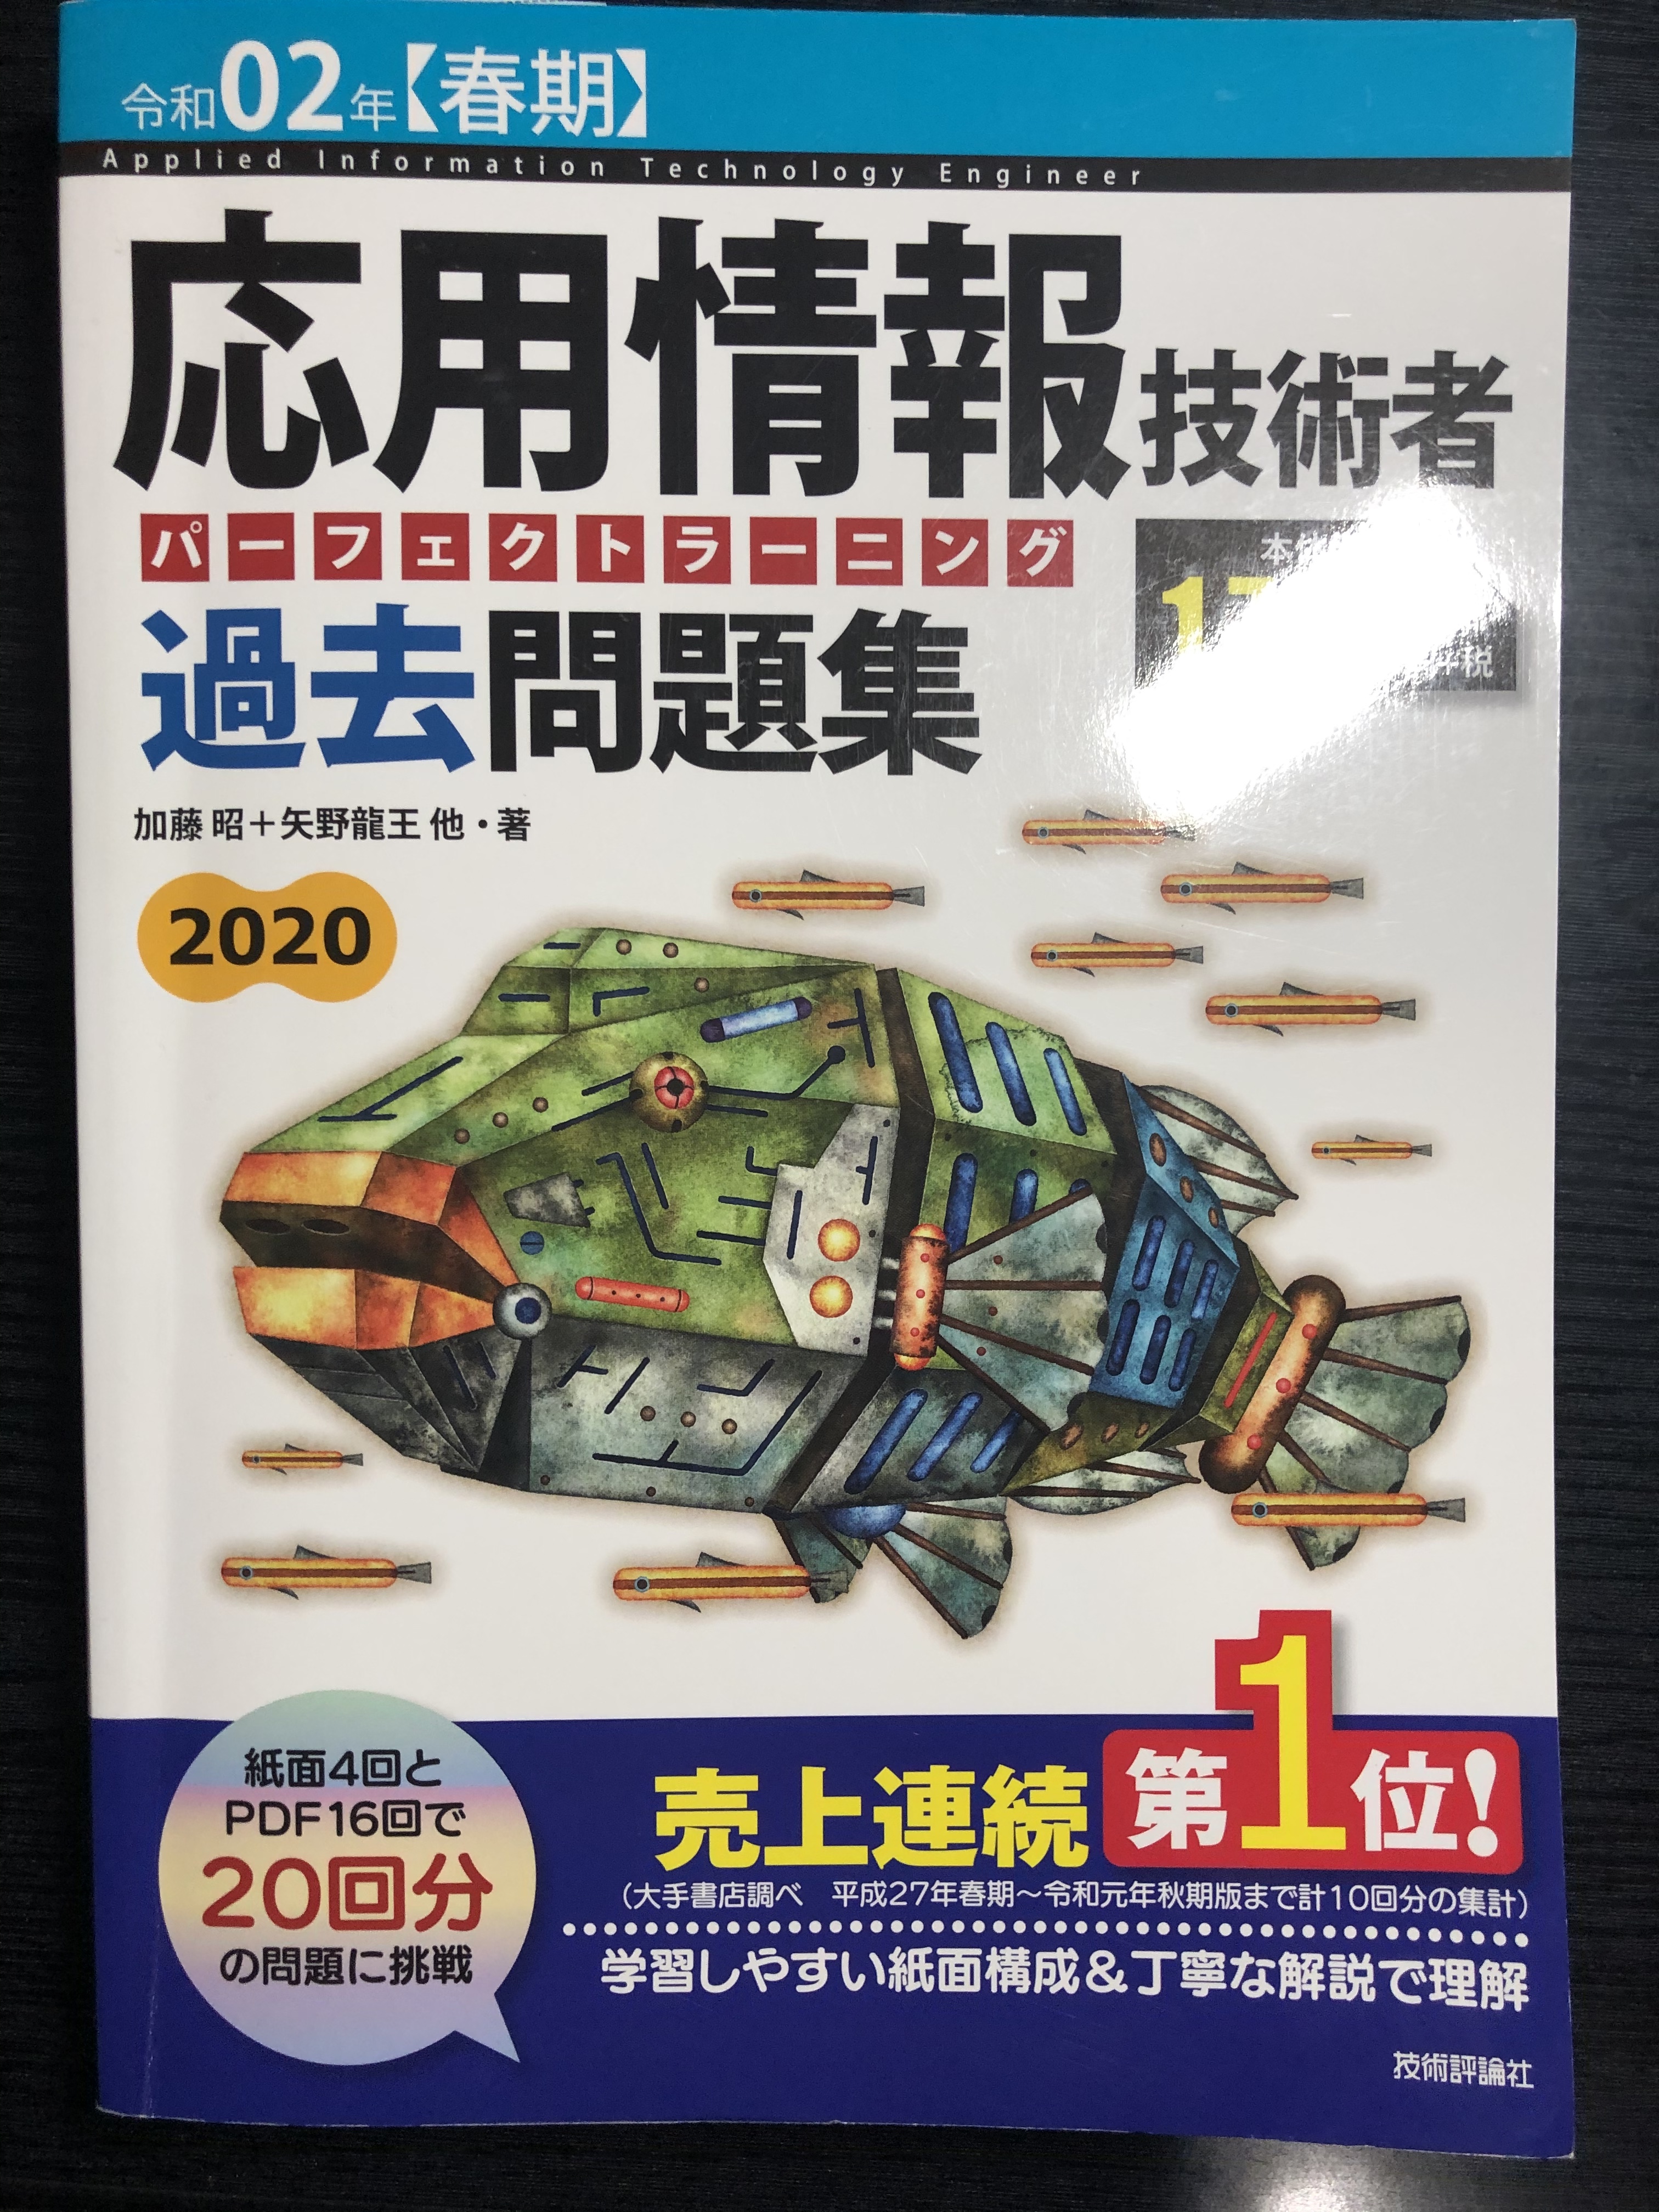 令和02年【春期】
Applied Information Technology Engineer
応用情報技術者
パーフェクトラーニング
過去問題集
加藤 昭＋矢野龍王 他・著
2020
紙面4回と
PDF16回で
20回分
の問題に挑戦
売上連続 第1位!
(大手書店調べ　平成27年春期～令和元年秋期版まで計10回分の集計)
学習しやすい紙面構成&丁寧な解説で理解
技術評論社